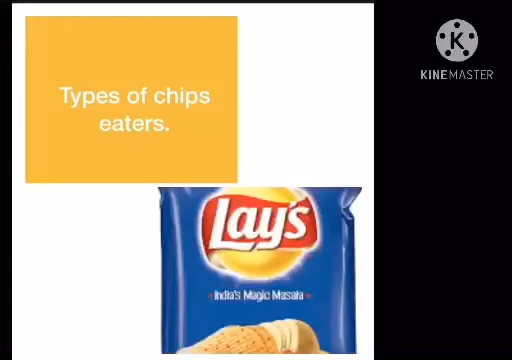 Types of chips
eaters.
K
KINEMASTER
Lay's
India's Magic Masala